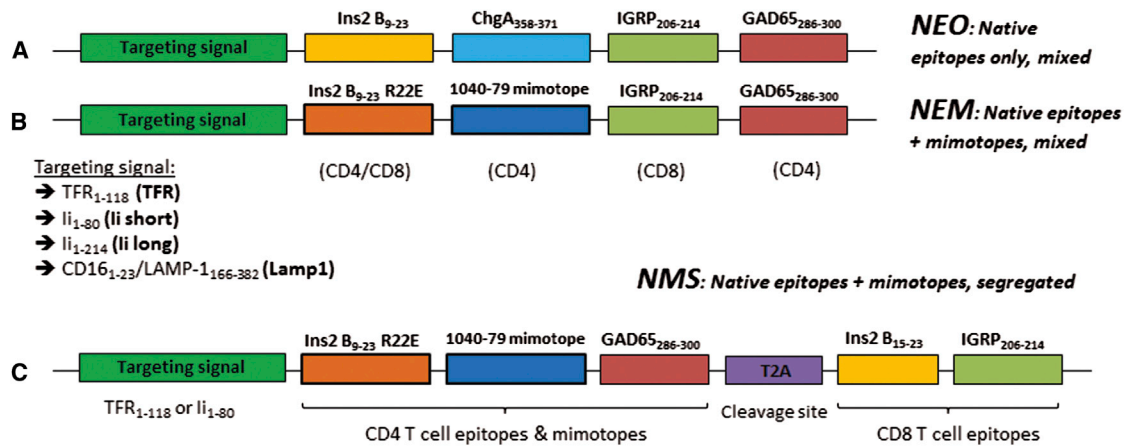 Ins2 B9-23 ChgA358-371 IGRP206-214 GAD65286-300
A Targeting signal
NEO: Native
epitopes only, mixed
Ins2 B9-23 R22E 1040-79 mimotope IGRP206-214 GAD65286-300
B Targeting signal
NEM: Native epitopes
+ mimotopes, mixed
(CD4/CD8) (CD4) (CD8) (CD4)
Targeting signal:
➔ TFR1-118 (TFR)
➔ Ii1-80 (Ii short)
➔ Ii1-214 (Ii long)
➔ CD161-23/LAMP-1166-382 (Lamp1)
NMS: Native epitopes + mimotopes, segregated
Ins2 B9-23 R22E 1040-79 mimotope GAD65286-300 Ins2 B15-23 IGRP206-214
C Targeting signal T2A
TFR1-118 or Ii1-80 Cleavage site
CD4 T cell epitopes & mimotopes CD8 T cell epitopes